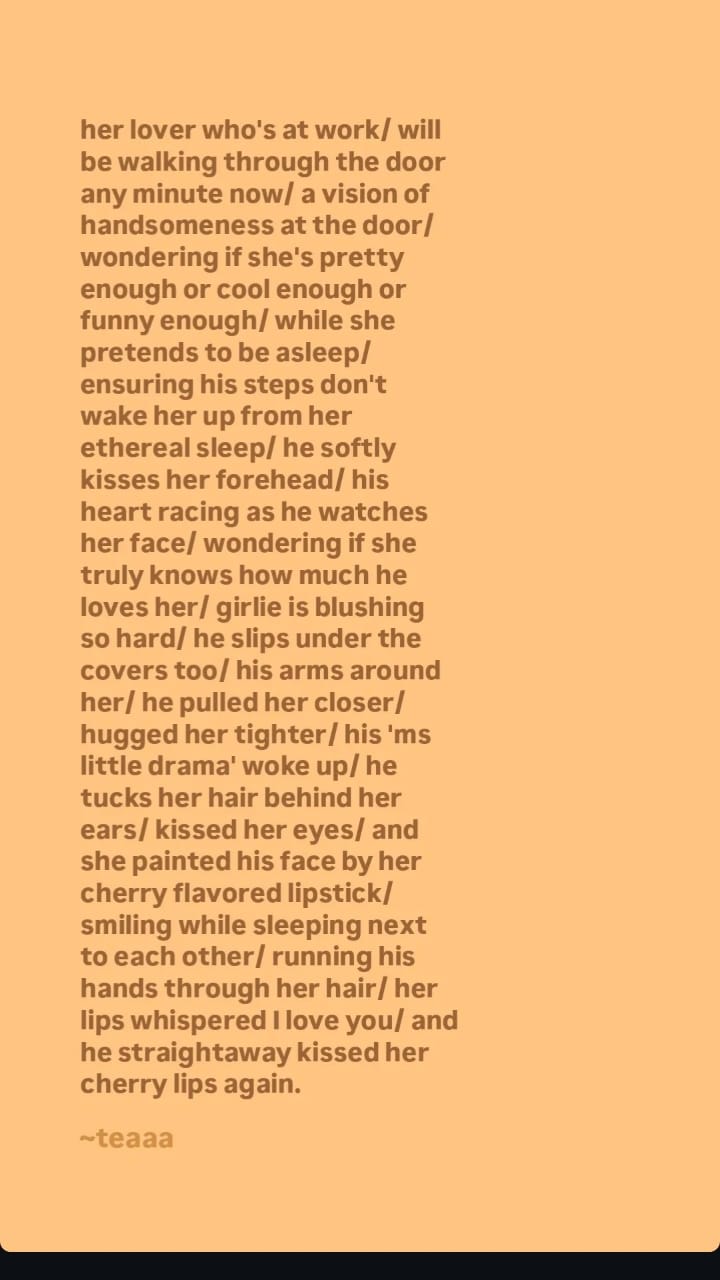 her lover who's at work/ will
be walking through the door
any minute now/ a vision of
handsomeness at the door/
wondering if she's pretty
enough or cool enough or
funny enough/ while she
pretends to be asleep/
ensuring his steps don't
wake her up from her
ethereal sleep/ he softly
kisses her forehead/ his
heart racing as he watches
her face/ wondering if she
truly knows how much he
loves her/ girlie is blushing
so hard/ he slips under the
covers too/ his arms around
her/ he pulled her closer/
hugged her tighter/ his 'ms
little drama' woke up/ he
tucks her hair behind her
ears/ kissed her eyes/ and
she painted his face by her
cherry flavored lipstick/
smiling while sleeping next
to each other/ running his
hands through her hair/ her
lips whispered I love you/ and
he straightaway kissed her
cherry lips again.
~teaaa